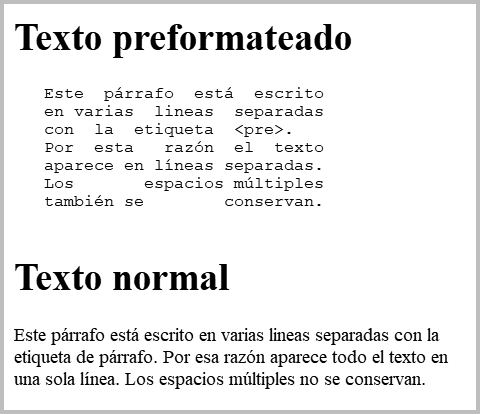 Texto preformateado
Este  párrafo  está  escrito
en varias  lineas  separadas
con  la  etiqueta  <pre>.
Por  esta   razón  el  texto
aparece en líneas separadas.
Los       espacios múltiples
también se        conservan.
Texto normal
Este párrafo está escrito en varias lineas separadas con la
etiqueta de párrafo. Por esa razón aparece todo el texto en
una sola línea. Los espacios múltiples no se conservan.